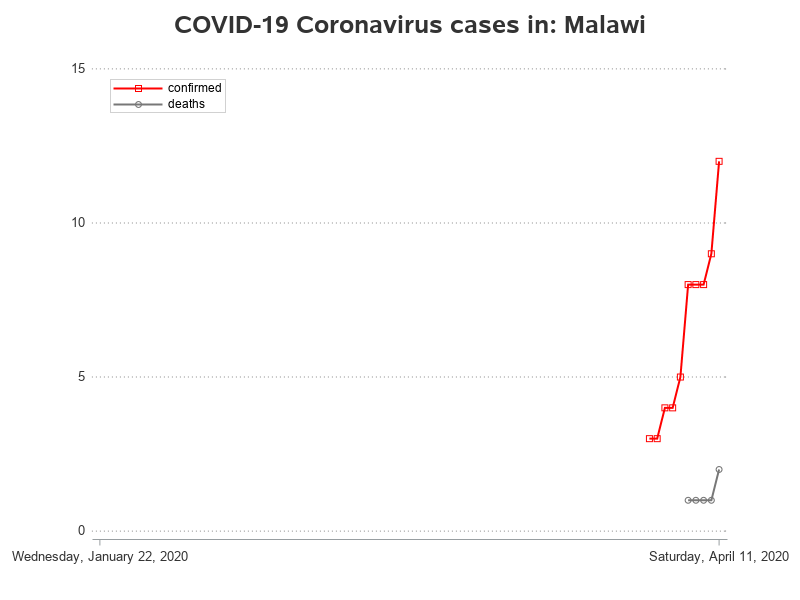 COVID-19 Coronavirus cases in: Malawi
15
confirmed
deaths
10
5
0
Wednesday, January 22, 2020 Saturday, April 11, 2020